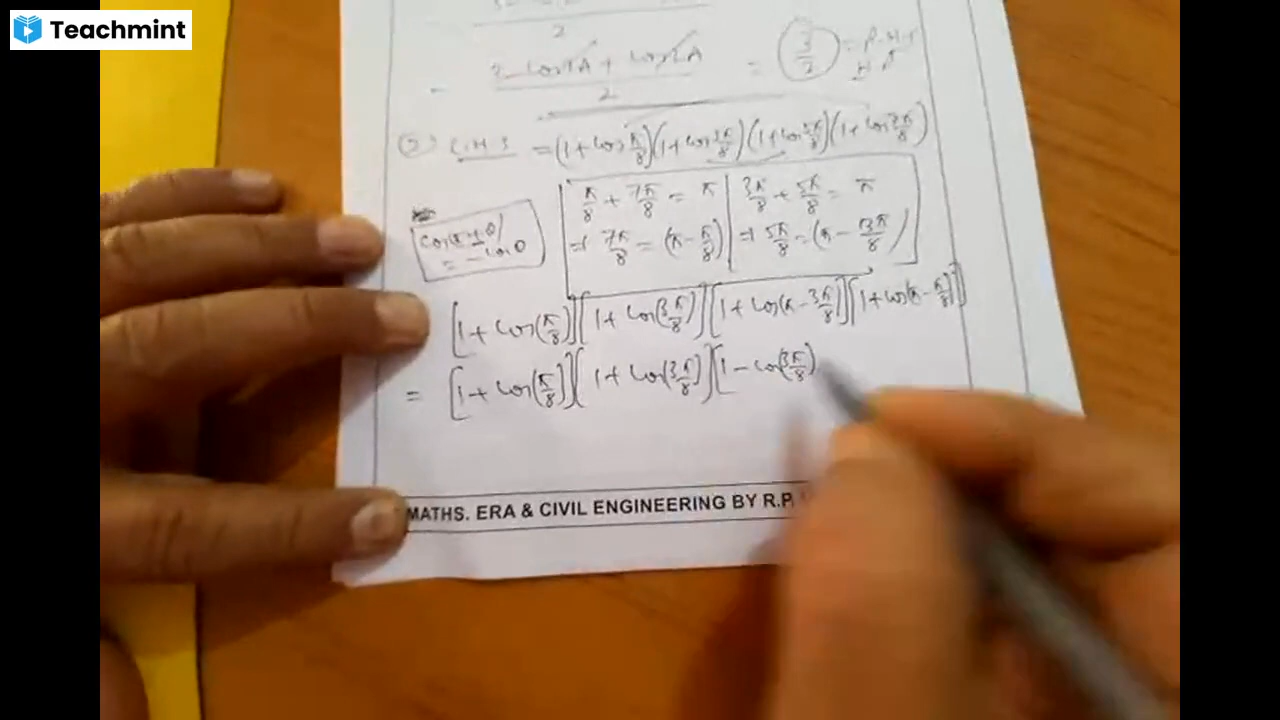 Teachmint
2
2
= 3/2 = R.H.S
2) L.H.S = (1+cos π/8)(1+cos 3π/8)(1+cos 5π/8)(1+cos 7π/8)
π/8 + 7π/8 = π | 3π/8 + 5π/8 = π
⇒ 7π/8 = (π - π/8) | ⇒ 5π/8 = (π - 3π/8)
cos(π±θ)
= -cosθ
[1+cos(π/8)][1+cos(3π/8)][1+cos(π-3π/8)][1+cos(π-π/8)]
= [1+cos(π/8)][1+cos(3π/8)][1-cos(3π/8)
MATHS. ERA & CIVIL ENGINEERING BY R.P.